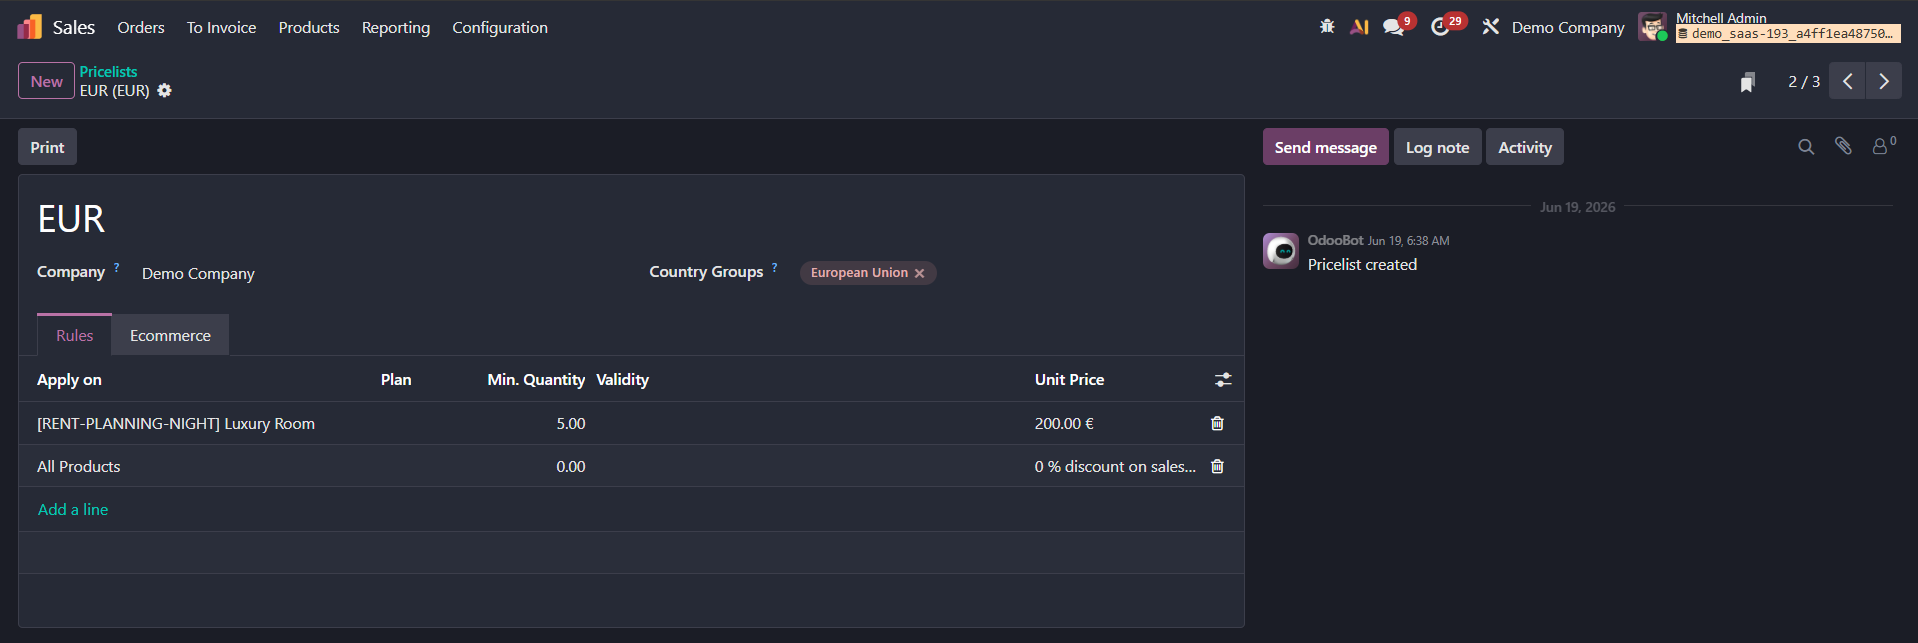 Sales Orders To Invoice Products Reporting Configuration 9 29 Demo Company Mitchell Admin
demo_saas-193_a4ff1ea48750...
New Pricelists
EUR (EUR) 2 / 3
Print Send message Log note Activity 0
EUR
Jun 19, 2026
Company ? Demo Company Country Groups ? European Union
OdooBot Jun 19, 6:38 AM
Pricelist created
Rules Ecommerce
Apply on Plan Min. Quantity Validity Unit Price
[RENT-PLANNING-NIGHT] Luxury Room 5.00 200.00 €
All Products 0.00 0 % discount on sales...
Add a line